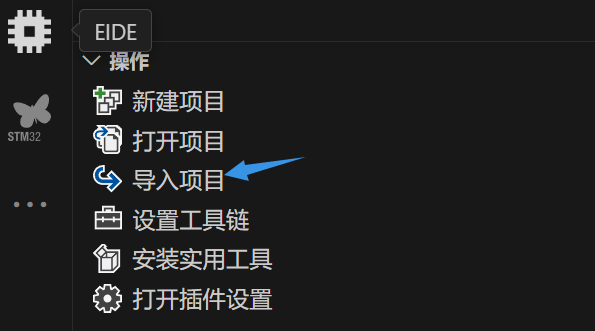 EIDE
操作
新建项目
打开项目
STM32
导入项目
设置工具链
安装实用工具
打开插件设置